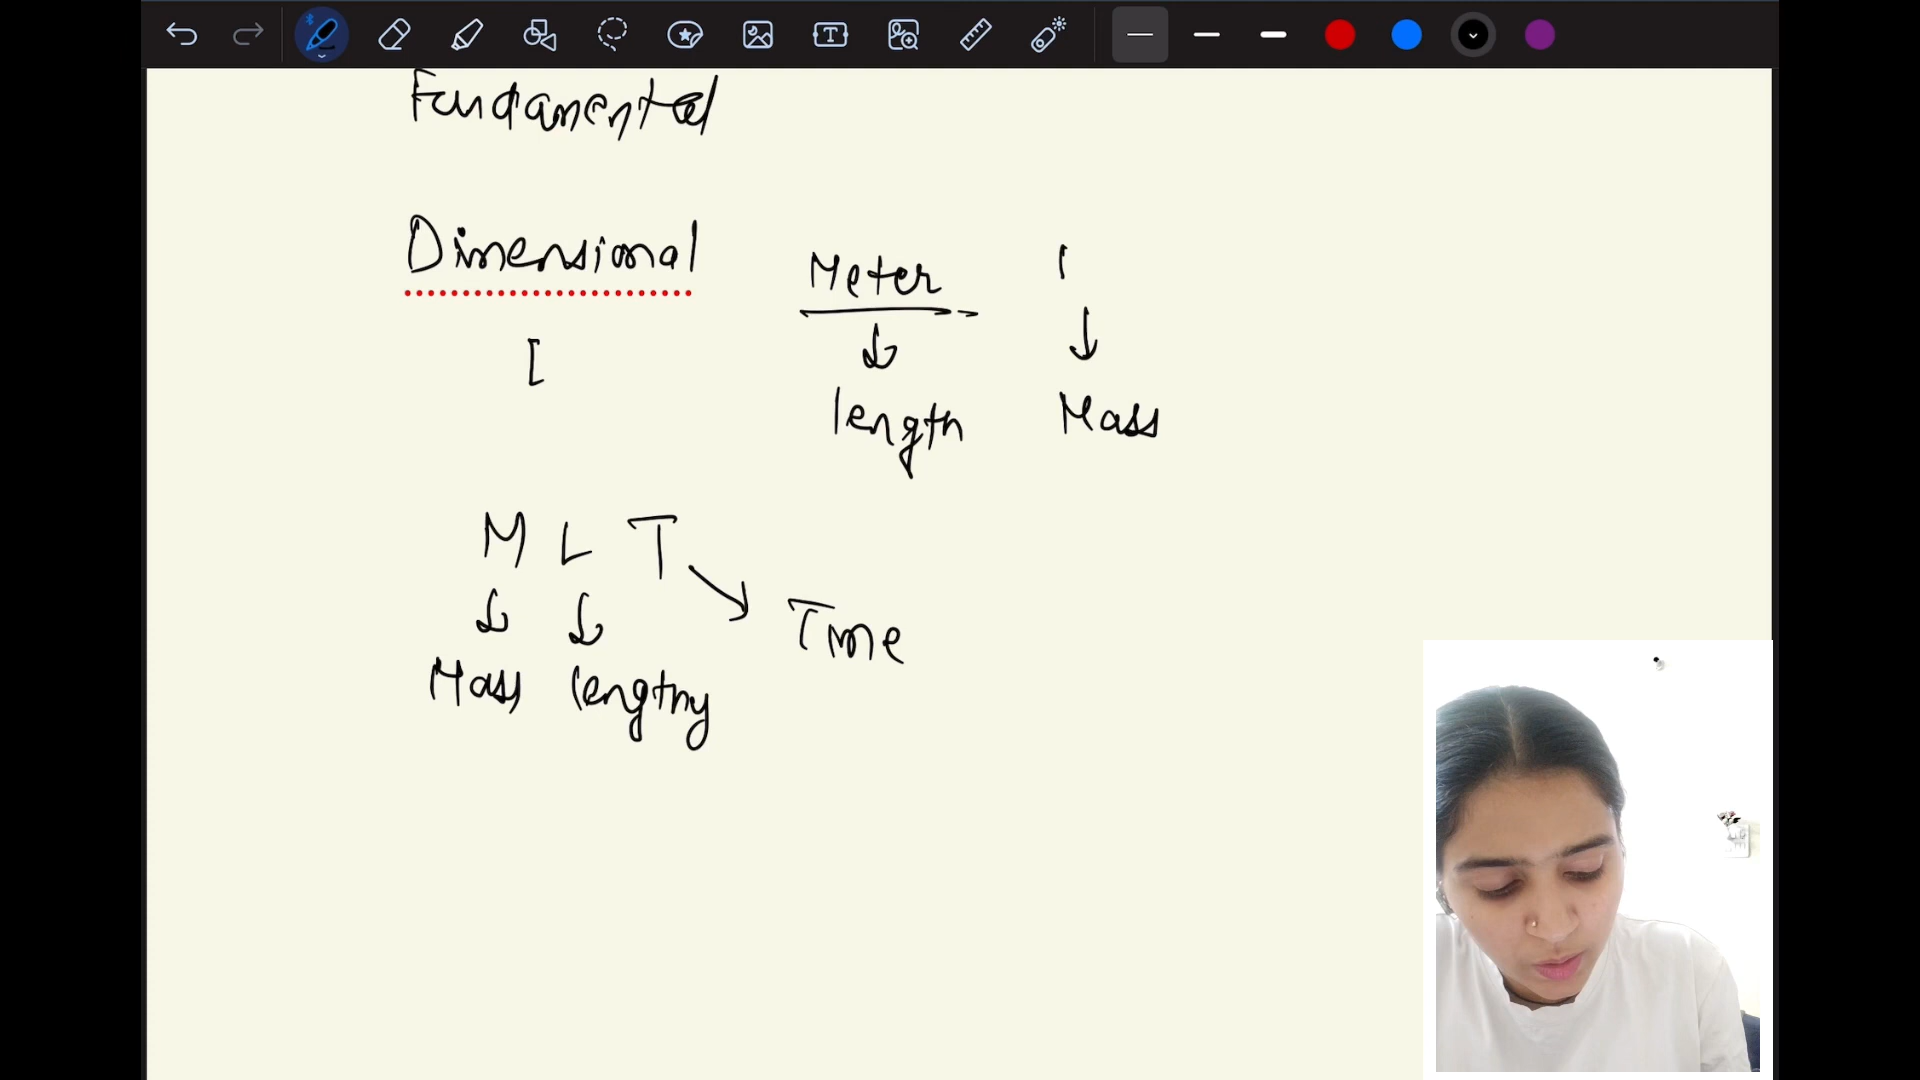 Fundamental
Dimensional
Meter
[
length Mass
M L T
Time
Mass lengthy